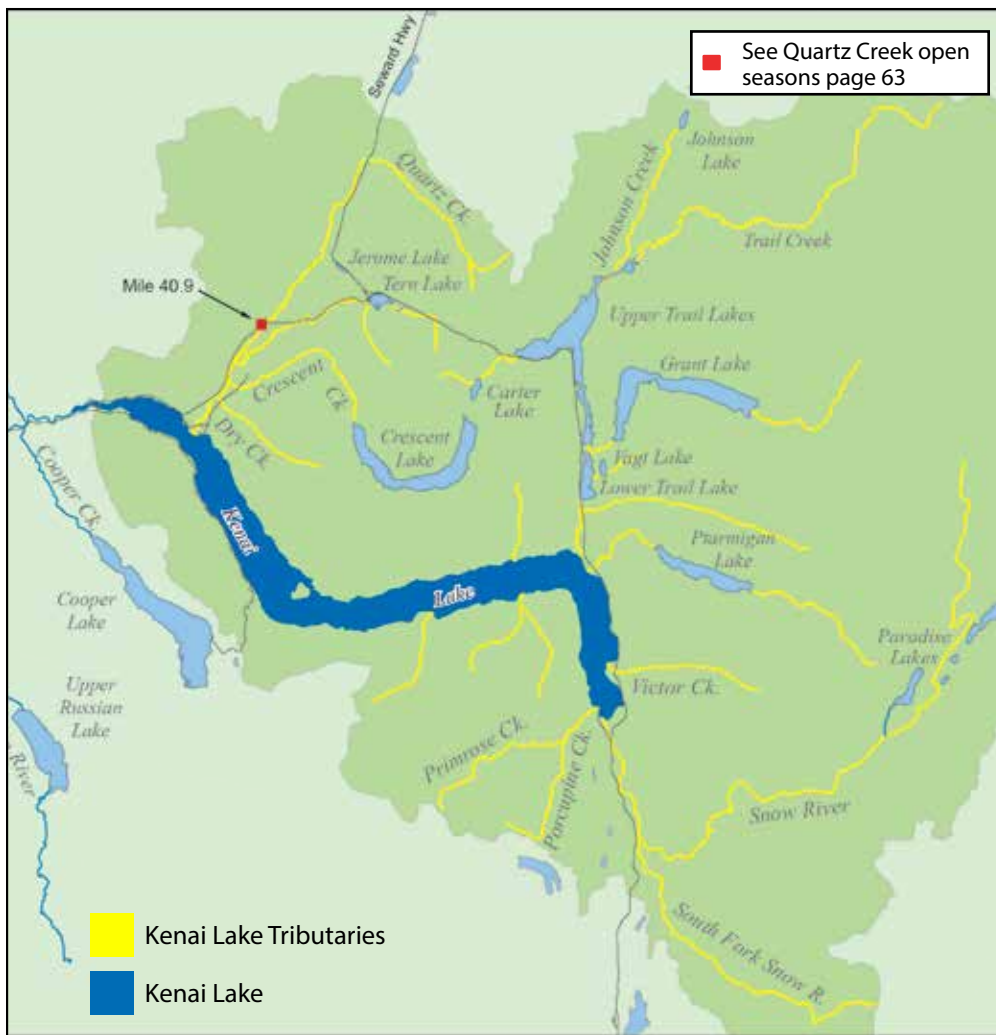 Seward Hwy
See Quartz Creek open
seasons page 63
Johnson
Lake
Johnson Creek
Quartz Ck.
Trail Creek
Jerome Lake
Tern Lake
Mile 40.9
Upper Trail Lakes
Grant Lake
Crescent
Ck
Carter
Lake
Dry Ck.
Crescent
Lake
Vagt Lake
Lower Trail Lake
Cooper Ck.
Kenai
Lake
Ptarmigan
Lake
Cooper
Lake
Paradise
Lakes
Upper
Russian
Lake
Victor Ck.
River
Primrose Ck.
Porcupine Ck.
Snow River
South Fork Snow R.
Kenai Lake Tributaries
Kenai Lake